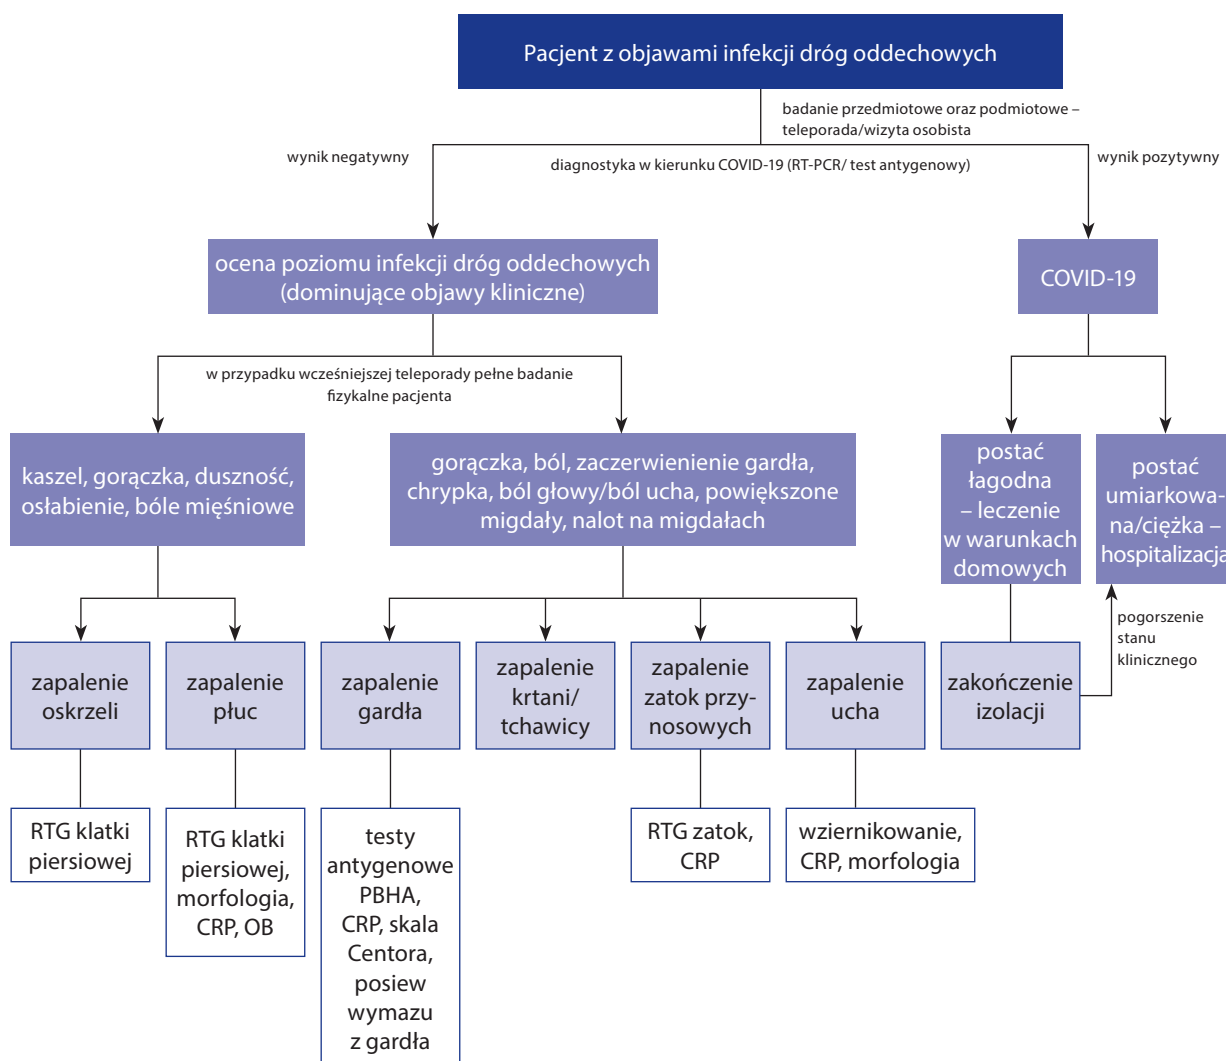 Pacjent z objawami infekcji dróg oddechowych
badanie przedmiotowe oraz podmiotowe –
teleporada/wizyta osobista
wynik negatywny
diagnostyka w kierunku COVID-19 (RT-PCR/ test antygenowy)
wynik pozytywny
ocena poziomu infekcji dróg oddechowych
(dominujące objawy kliniczne)
COVID-19
w przypadku wcześniejszej teleporady pełne badanie
fizykalne pacjenta
kaszel, gorączka, duszność,
osłabienie, bóle mięśniowe
gorączka, ból, zaczerwienienie gardła,
chrypka, ból głowy/ból ucha, powiększone
migdały, nalot na migdałach
postać
łagodna
– leczenie
w warunkach
domowych
postać
umiarkowa-
na/ciężka –
hospitalizacja
pogorszenie
stanu
klinicznego
zapalenie
oskrzeli
zapalenie
płuc
zapalenie
gardła
zapalenie
krtani/
tchawicy
zapalenie
zatok przy-
nosowych
zapalenie
ucha
zakończenie
izolacji
RTG klatki
piersiowej
RTG klatki
piersiowej,
morfologia,
CRP, OB
testy
antygenowe
PBHA,
CRP, skala
Centora,
posiew
wymazu
z gardła
RTG zatok,
CRP
wziernikowanie,
CRP, morfologia